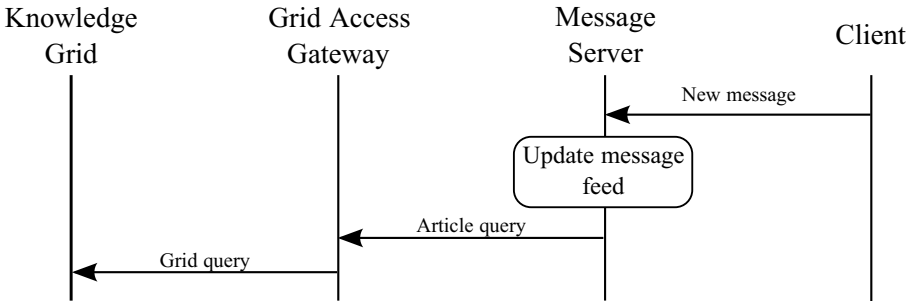 Knowledge
Grid
Grid Access
Gateway
Message
Server
Client
New message
Update message
feed
Article query
Grid query